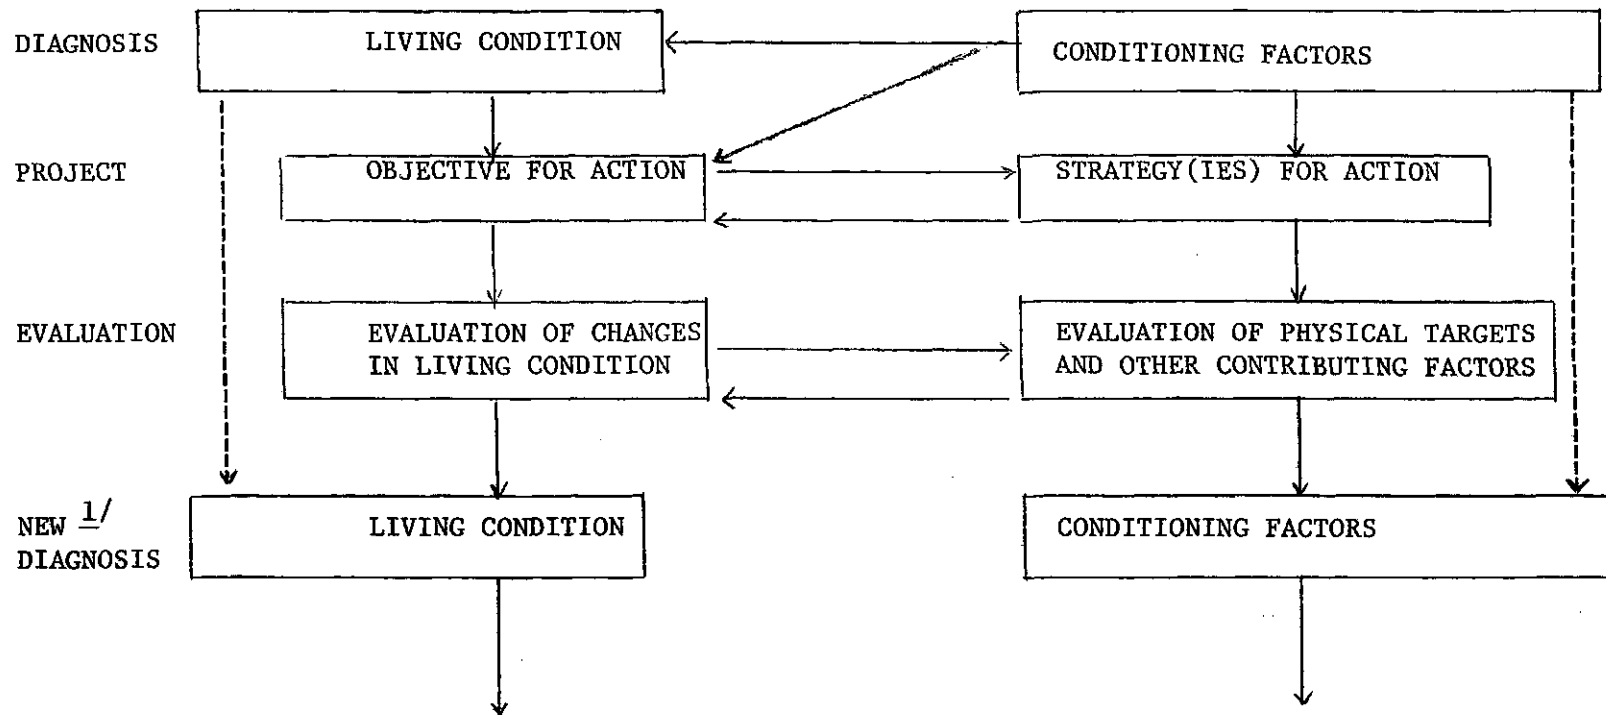 DIAGNOSIS
LIVING CONDITION
CONDITIONING FACTORS
PROJECT
OBJECTIVE FOR ACTION
STRATEGY(IES) FOR ACTION
EVALUATION
EVALUATION OF CHANGES
IN LIVING CONDITION
EVALUATION OF PHYSICAL TARGETS
AND OTHER CONTRIBUTING FACTORS
NEW 1/
DIAGNOSIS
LIVING CONDITION
CONDITIONING FACTORS